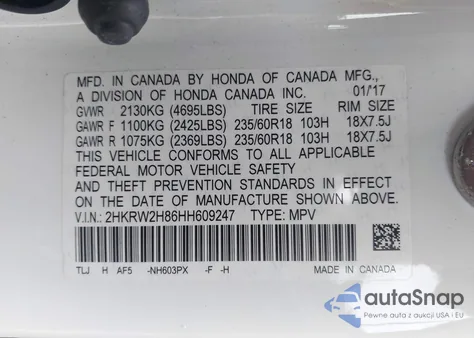 MFD. IN CANADA BY HONDA OF CANADA MFG.,
A DIVISION OF HONDA CANADA INC. 01/17
GVWR 2130KG (4695LBS) TIRE SIZE RIM SIZE
GAWR F 1100KG (2425LBS) 235/60R18 103H 18X7.5J
GAWR R 1075KG (2369LBS) 235/60R18 103H 18X7.5J
THIS VEHICLE CONFORMS TO ALL APPLICABLE
FEDERAL MOTOR VEHICLE SAFETY
AND THEFT PREVENTION STANDARDS IN EFFECT
ON THE DATE OF MANUFACTURE SHOWN ABOVE.
V.I.N.: 2HKRW2H86HH609247 TYPE: MPV
TLJ H AF5 -NH603PX -F -H
MADE IN CANADA
autoSnap
Pewne auta z aukcji USA i EU